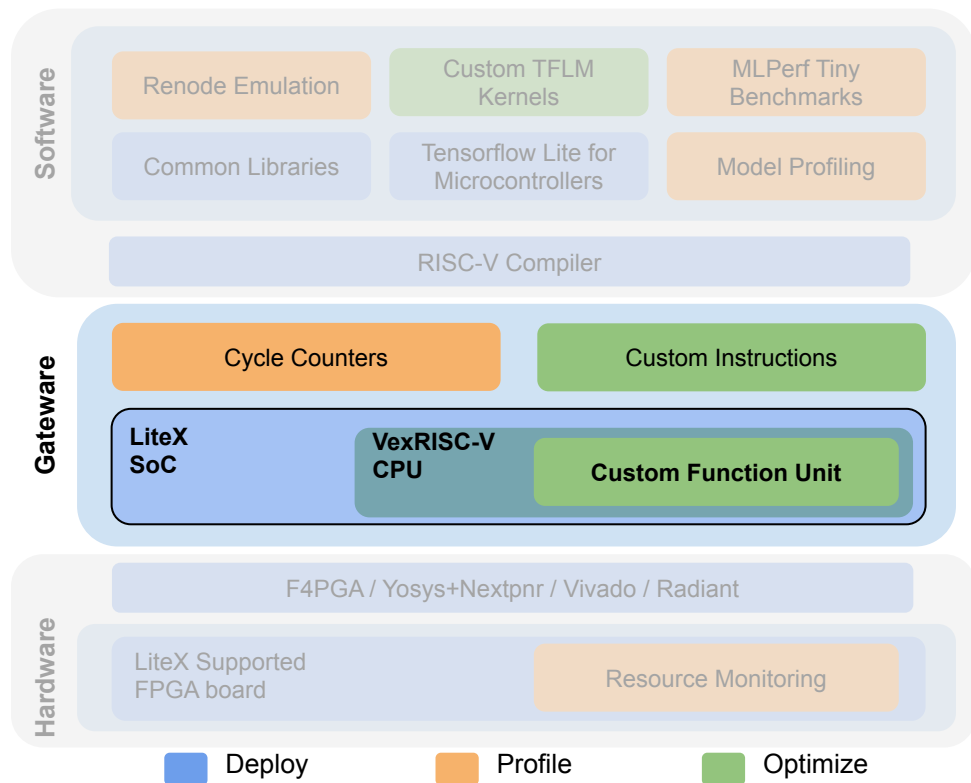 Software
Renode Emulation
Custom TFLM
Kernels
MLPerf Tiny
Benchmarks
Common Libraries
Tensorflow Lite for
Microcontrollers
Model Profiling
RISC-V Compiler
Gateware
Cycle Counters
Custom Instructions
LiteX
SoC
VexRISC-V
CPU
Custom Function Unit
Hardware
F4PGA / Yosys+Nextpnr / Vivado / Radiant
LiteX Supported
FPGA board
Resource Monitoring
Deploy
Profile
Optimize